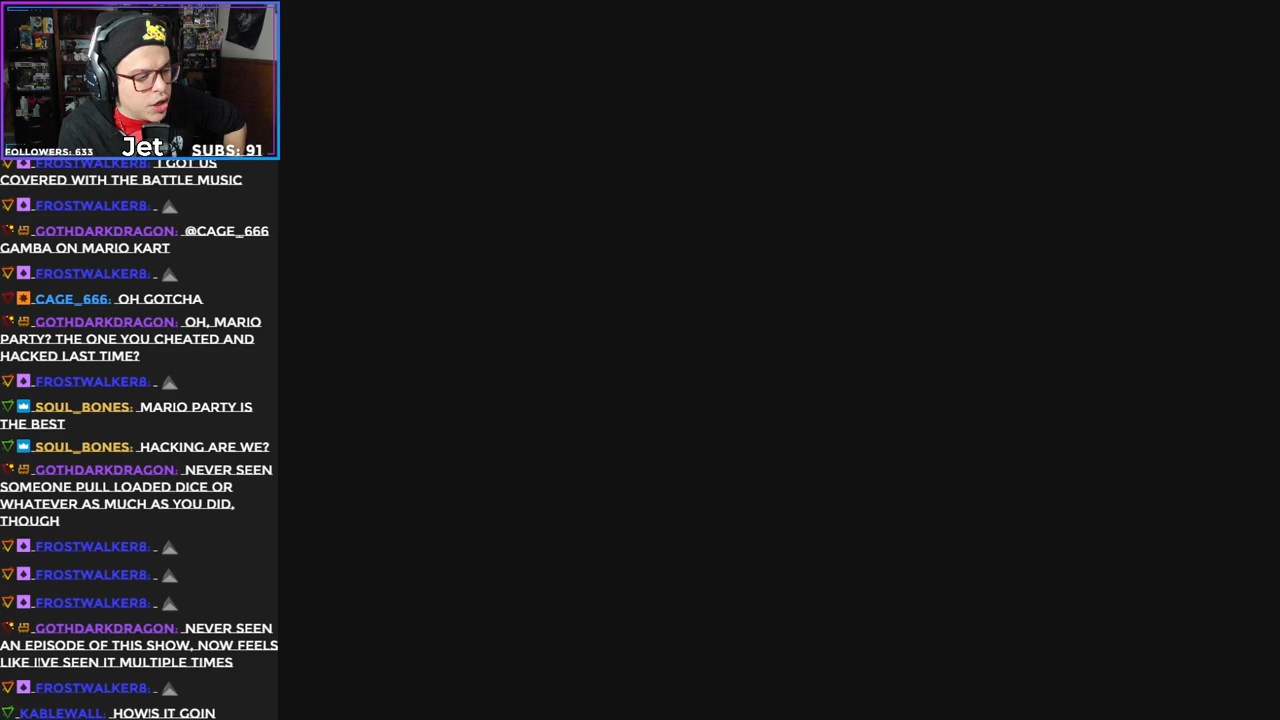 FOLLOWERS: 633
Jet
SUBS: 91
FROSTWALKER8: I GOT US
COVERED WITH THE BATTLE MUSIC
FROSTWALKER8:
GOTHDARKDRAGON: @CAGE_666
GAMBA ON MARIO KART
FROSTWALKER8:
CAGE_666: OH GOTCHA
GOTHDARKDRAGON: OH, MARIO
PARTY? THE ONE YOU CHEATED AND
HACKED LAST TIME?
FROSTWALKER8:
SOUL_BONES: MARIO PARTY IS
THE BEST
SOUL_BONES: HACKING ARE WE?
GOTHDARKDRAGON: NEVER SEEN
SOMEONE PULL LOADED DICE OR
WHATEVER AS MUCH AS YOU DID,
THOUGH
FROSTWALKER8:
FROSTWALKER8:
FROSTWALKER8:
GOTHDARKDRAGON: NEVER SEEN
AN EPISODE OF THIS SHOW, NOW FEELS
LIKE I'VE SEEN IT MULTIPLE TIMES
FROSTWALKER8:
KABLEWALL: HOW'S IT GOIN